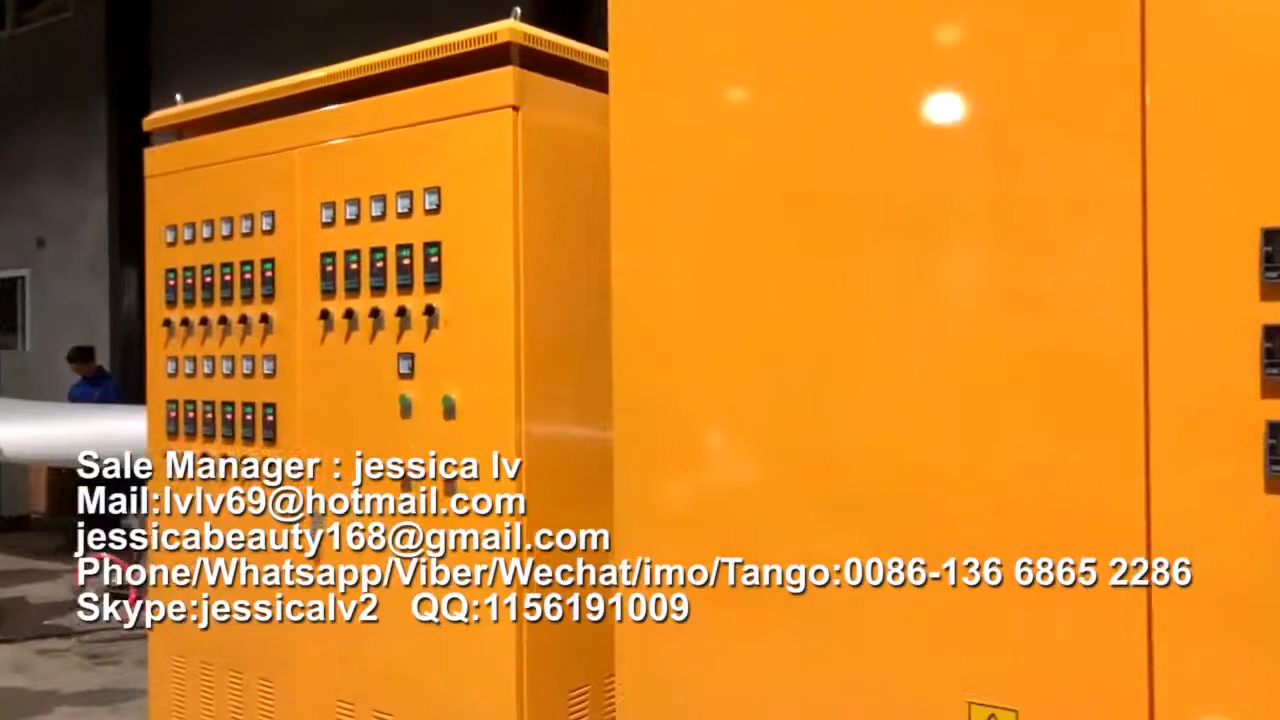 Sale Manager : jessica lv
Mail:lvlv69@hotmail.com
jessicabeauty168@gmail.com
Phone/Whatsapp/Viber/Wechat/imo/Tango:0086-136 6865 2286
Skype:jessicalv2 QQ:1156191009